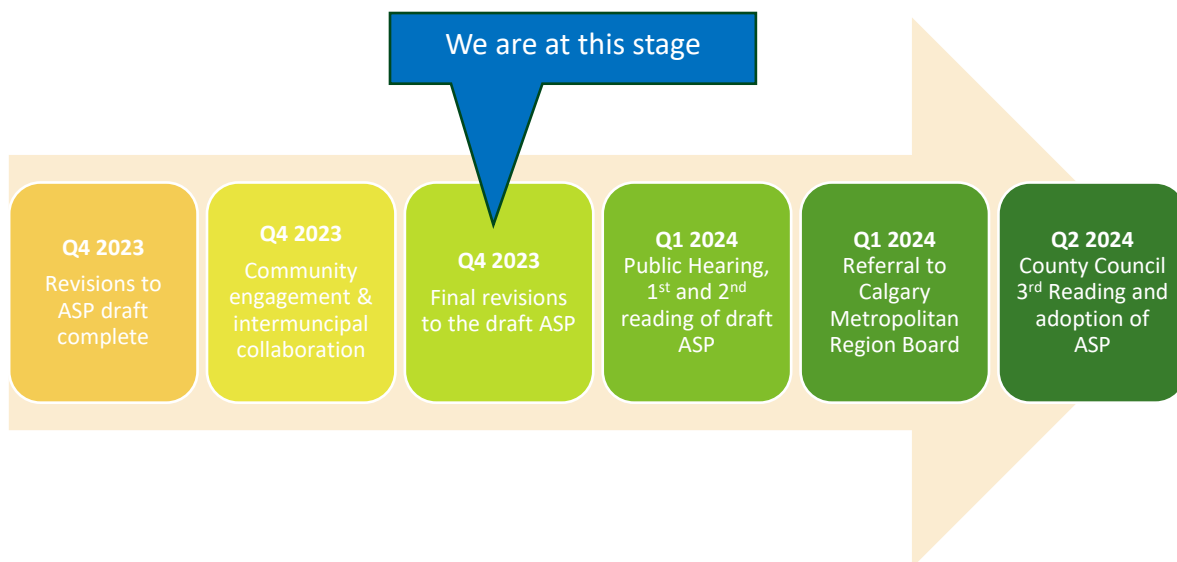 We are at this stage
Q4 2023
Revisions to
ASP draft
complete
Q4 2023
Community
engagement &
intermuncipal
collaboration
Q4 2023
Final revisions
to the draft ASP
Q1 2024
Public Hearing,
1st and 2nd
reading of draft
ASP
Q1 2024
Referral to
Calgary
Metropolitan
Region Board
Q2 2024
County Council
3rd Reading and
adoption of
ASP